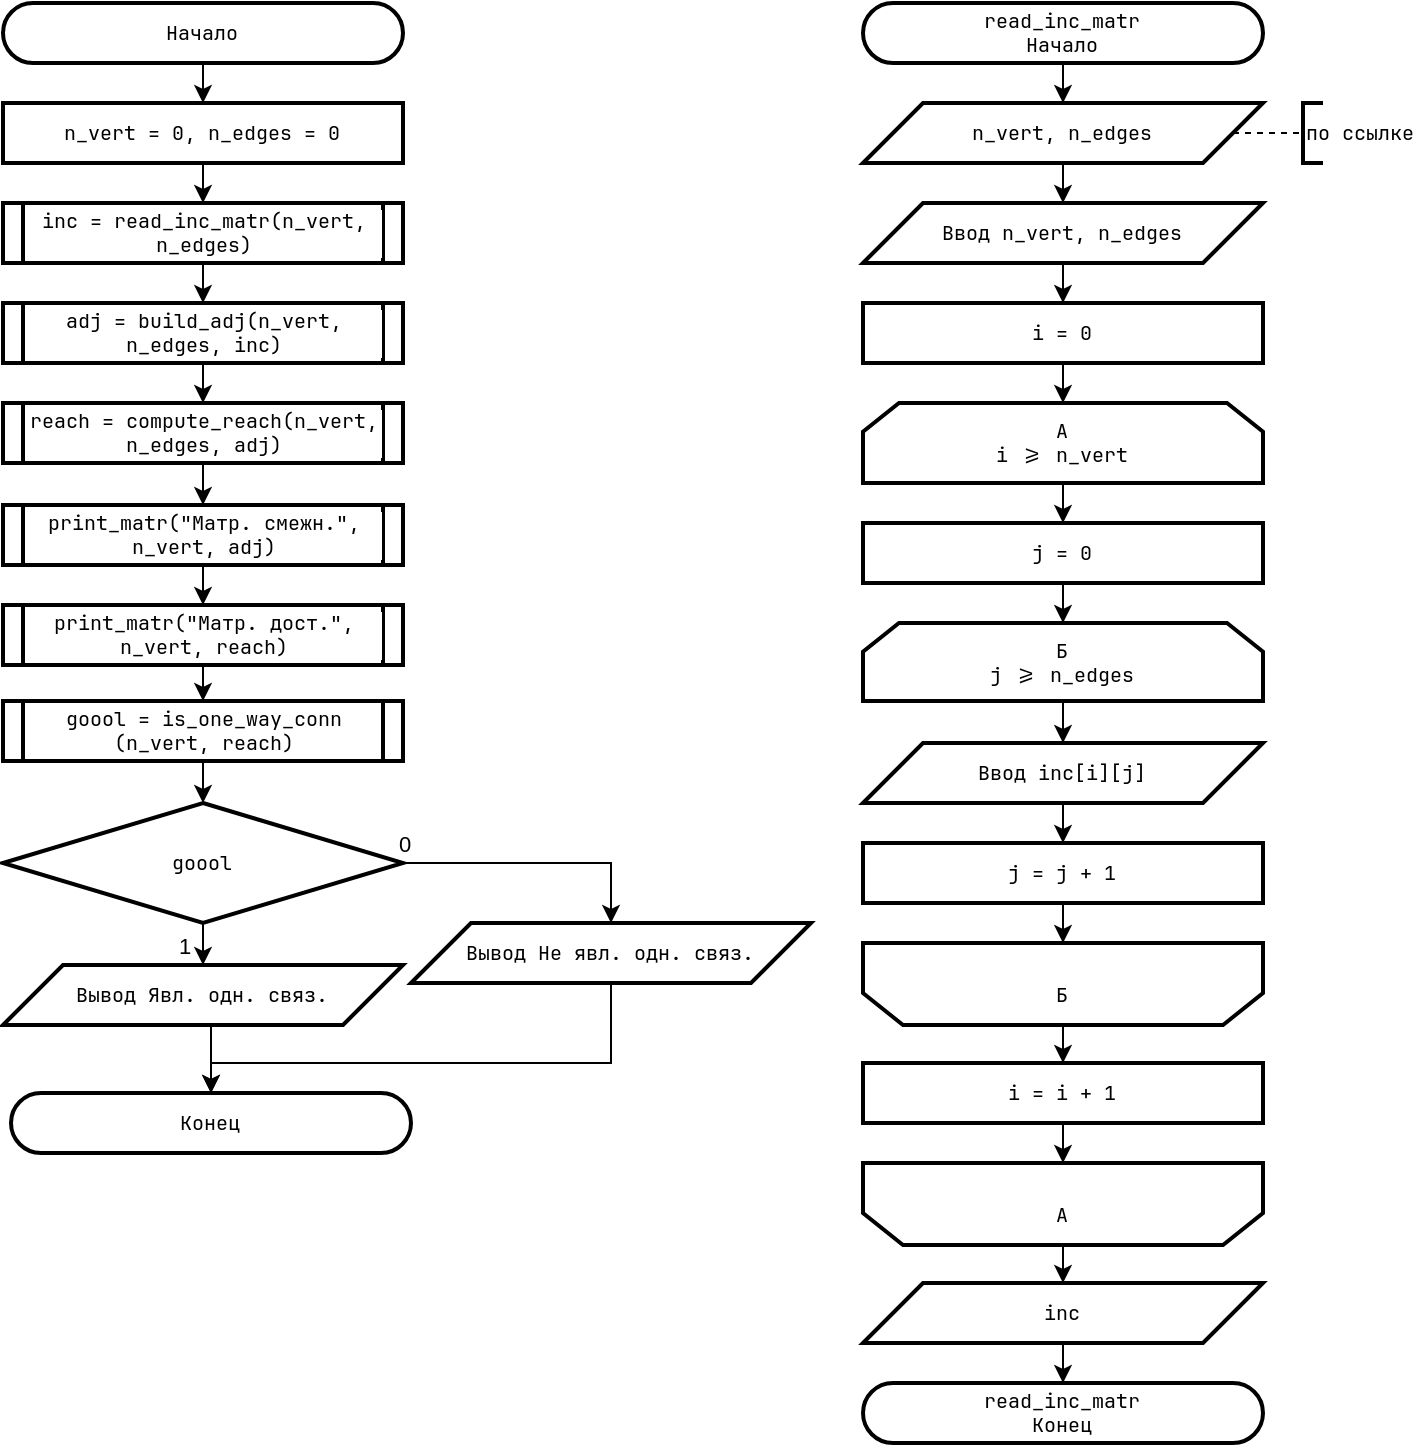 Начало
n_vert = 0, n_edges = 0
inc = read_inc_matr(n_vert,
n_edges)
adj = build_adj(n_vert,
n_edges, inc)
reach = compute_reach(n_vert,
n_edges, adj)
print_matr("Матр. смежн.",
n_vert, adj)
print_matr("Матр. дост.",
n_vert, reach)
goool = is_one_way_conn
(n_vert, reach)
goool
0
1
Вывод Не явл. одн. связ.
Вывод Явл. одн. связ.
Конец
read_inc_matr
Начало
n_vert, n_edges
по ссылке
Ввод n_vert, n_edges
i = 0
А
i ⩾ n_vert
j = 0
Б
j ⩾ n_edges
Ввод inc[i][j]
j = j + 1
Б
i = i + 1
А
inc
read_inc_matr
Конец